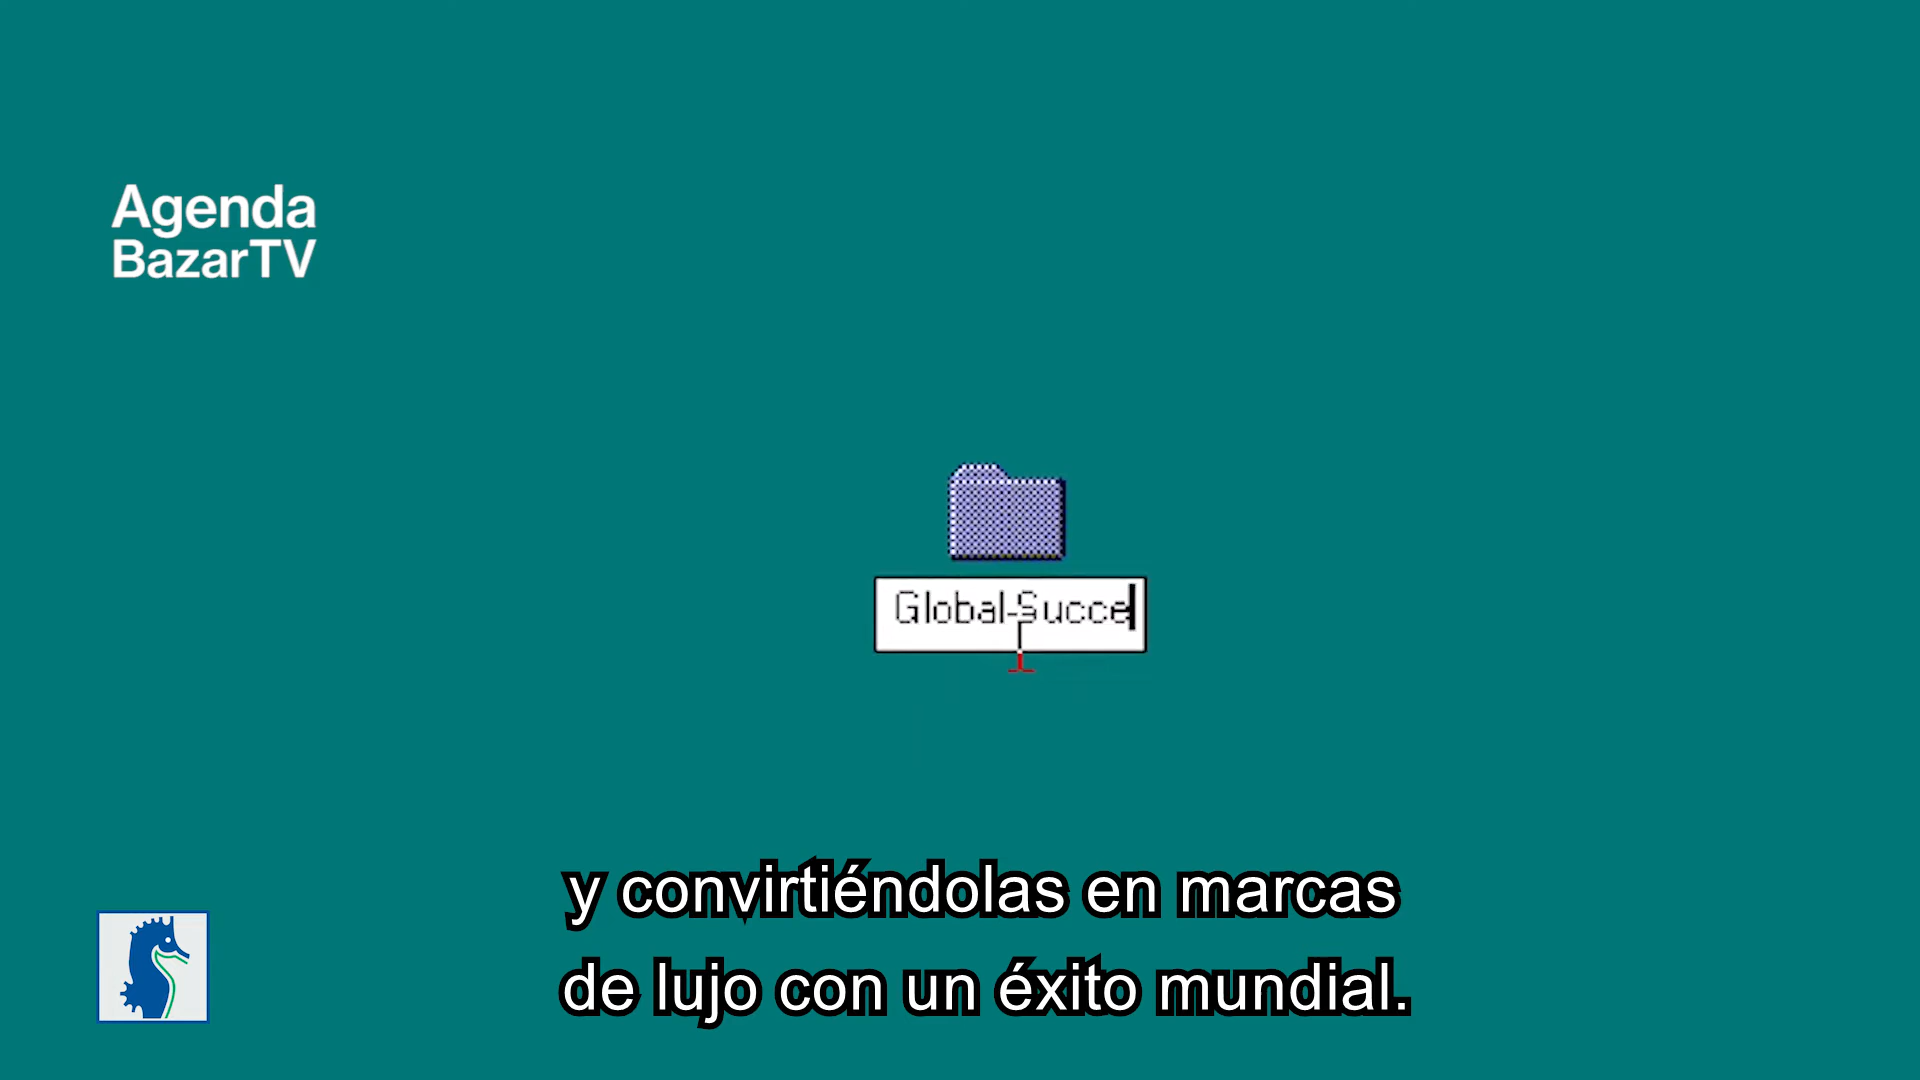 Agenda
BazarTV
Global-Succe
y convirtiéndolas en marcas
de lujo con un éxito mundial.